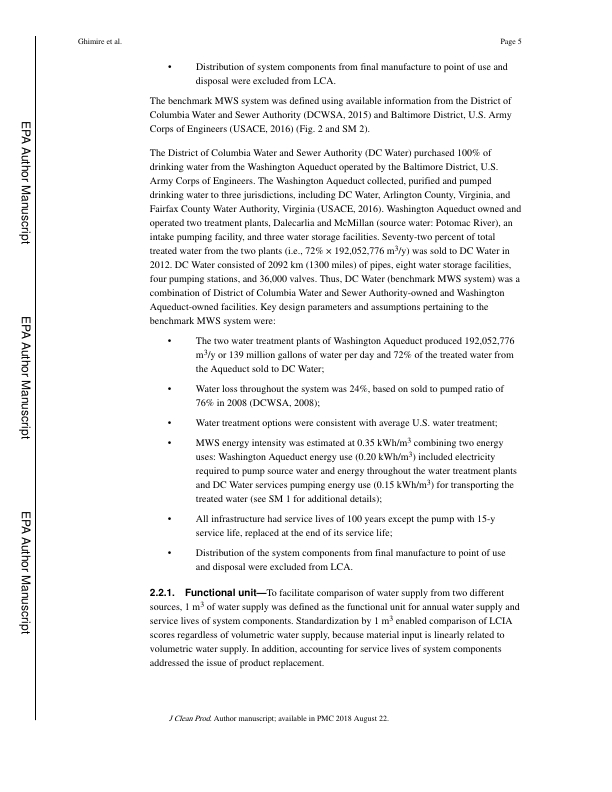 Ghimire et al.
Page 5
• Distribution of system components from final manufacture to point of use and
disposal were excluded from LCA.
The benchmark MWS system was defined using available information from the District of
Columbia Water and Sewer Authority (DCWSA, 2015) and Baltimore District, U.S. Army
Corps of Engineers (USACE, 2016) (Fig. 2 and SM 2).
The District of Columbia Water and Sewer Authority (DC Water) purchased 100% of
drinking water from the Washington Aqueduct operated by the Baltimore District, U.S.
Army Corps of Engineers. The Washington Aqueduct collected, purified and pumped
drinking water to three jurisdictions, including DC Water, Arlington County, Virginia, and
Fairfax County Water Authority, Virginia (USACE, 2016). Washington Aqueduct owned and
operated two treatment plants, Dalecarlia and McMillan (source water: Potomac River), an
intake pumping facility, and three water storage facilities. Seventy-two percent of total
treated water from the two plants (i.e., 72% × 192,052,776 m³/y) was sold to DC Water in
2012. DC Water consisted of 2092 km (1300 miles) of pipes, eight water storage facilities,
four pumping stations, and 36,000 valves. Thus, DC Water (benchmark MWS system) was a
combination of District of Columbia Water and Sewer Authority-owned and Washington
Aqueduct-owned facilities. Key design parameters and assumptions pertaining to the
benchmark MWS system were:
• The two water treatment plants of Washington Aqueduct produced 192,052,776
m³/y or 139 million gallons of water per day and 72% of the treated water from
the Aqueduct sold to DC Water;
• Water loss throughout the system was 24%, based on sold to pumped ratio of
76% in 2008 (DCWSA, 2008);
• Water treatment options were consistent with average U.S. water treatment;
• MWS energy intensity was estimated at 0.35 kWh/m³ combining two energy
uses: Washington Aqueduct energy use (0.20 kWh/m³) included electricity
required to pump source water and energy throughout the water treatment plants
and DC Water services pumping energy use (0.15 kWh/m³) for transporting the
treated water (see SM 1 for additional details);
• All infrastructure had service lives of 100 years except the pump with 15-y
service life, replaced at the end of its service life;
• Distribution of the system components from final manufacture to point of use
and disposal were excluded from LCA.
2.2.1. Functional unit—To facilitate comparison of water supply from two different
sources, 1 m³ of water supply was defined as the functional unit for annual water supply and
service lives of system components. Standardization by 1 m³ enabled comparison of LCIA
scores regardless of volumetric water supply, because material input is linearly related to
volumetric water supply. In addition, accounting for service lives of system components
addressed the issue of product replacement.
J Clean Prod. Author manuscript; available in PMC 2018 August 22.
EPA Author Manuscript
EPA Author Manuscript
EPA Author Manuscript